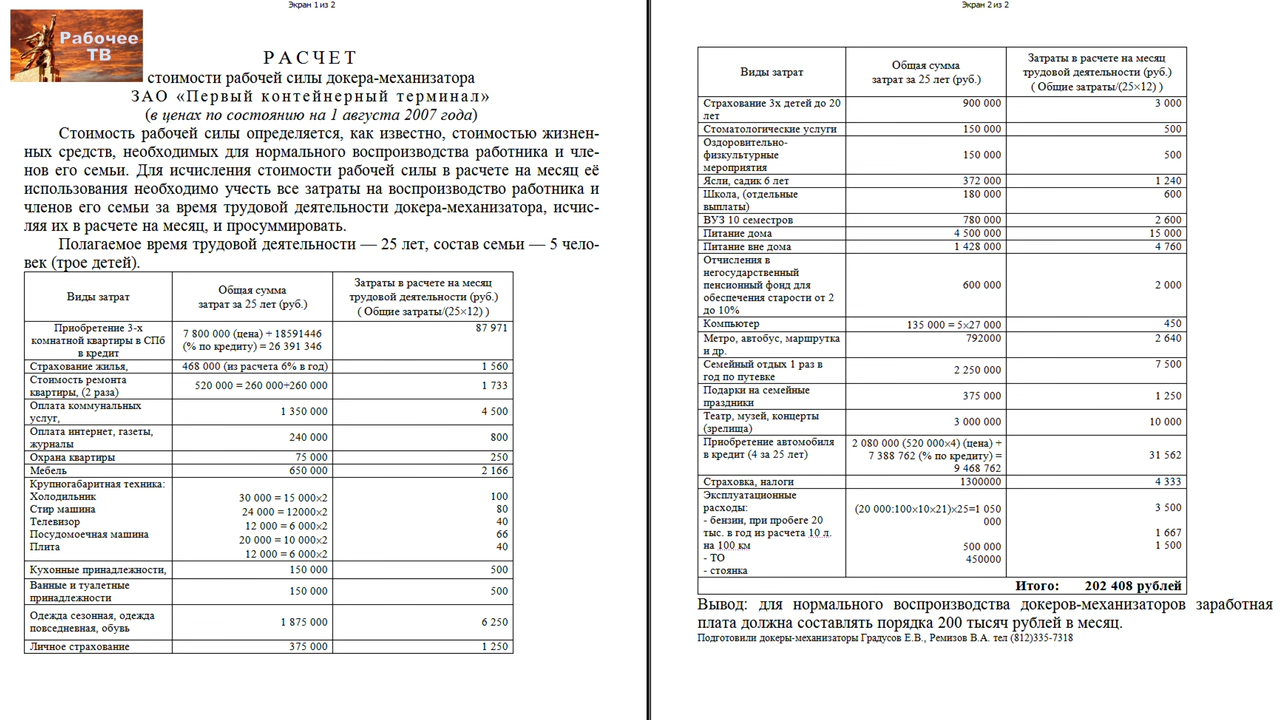 Экран 1 из 2
Рабочее
ТВ
РАСЧЕТ
стоимости рабочей силы докера-механизатора
ЗАО «Первый контейнерный терминал»
(в ценах по состоянию на 1 августа 2007 года)
Стоимость рабочей силы определяется, как известно, стоимостью жизнен-
ных средств, необходимых для нормального воспроизводства работника и чле-
нов его семьи. Для исчисления стоимости рабочей силы в расчете на месяц её
использования необходимо учесть все затраты на воспроизводство работника и
членов его семьи за время трудовой деятельности докера-механизатора, исчис-
ляя их в расчете на месяц, и просуммировать.
Полагаемое время трудовой деятельности — 25 лет, состав семьи — 5 чело-
век (трое детей).
Виды затрат
Общая сумма
затрат за 25 лет (руб.)
Затраты в расчете на месяц
трудовой деятельности (руб.)
( Общие затраты/(25×12) )
Приобретение 3-х
комнатной квартиры в СПб
в кредит
7 800 000 (цена) + 18591446
(% по кредиту) = 26 391 346
87 971
Страхование жилья,
468 000 (из расчета 6% в год)
1 560
Стоимость ремонта
квартиры, (2 раза)
520 000 = 260 000+260 000
1 733
Оплата коммунальных
услуг,
1 350 000
4 500
Оплата интернет, газеты,
журналы
240 000
800
Охрана квартиры
75 000
250
Мебель
650 000
2 166
Крупногабаритная техника:
Холодильник
Стир машина
Телевизор
Посудомоечная машина
Плита
30 000 = 15 000×2
24 000 = 12000×2
12 000 = 6 000×2
20 000 = 10 000×2
12 000 = 6 000×2
100
80
40
66
40
Кухонные принадлежности,
150 000
500
Ванные и туалетные
принадлежности
150 000
500
Одежда сезонная, одежда
повседневная, обувь
1 875 000
6 250
Личное страхование
375 000
1 250
Экран 2 из 2
Виды затрат
Общая сумма
затрат за 25 лет (руб.)
Затраты в расчете на месяц
трудовой деятельности (руб.)
( Общие затраты/(25×12) )
Страхование 3х детей до 20
лет
900 000
3 000
Стоматологические услуги
150 000
500
Оздоровительно-
физкультурные
мероприятия
150 000
500
Ясли, садик 6 лет
372 000
1 240
Школа, (отдельные
выплаты)
180 000
600
ВУЗ 10 семестров
780 000
2 600
Питание дома
4 500 000
15 000
Питание вне дома
1 428 000
4 760
Отчисления в
негосударственный
пенсионный фонд для
обеспечения старости от 2
до 10%
600 000
2 000
Компьютер
135 000 = 5×27 000
450
Метро, автобус, маршрутка
и др.
792000
2 640
Семейный отдых 1 раз в
год по путевке
2 250 000
7 500
Подарки на семейные
праздники
375 000
1 250
Театр, музей, концерты
(зрелища)
3 000 000
10 000
Приобретение автомобиля
в кредит (4 за 25 лет)
2 080 000 (520 000×4) (цена) +
7 388 762 (% по кредиту) =
9 468 762
31 562
Страховка, налоги
1300000
4 333
Эксплуатационные
расходы:
- бензин, при пробеге 20
тыс. в год из расчета 10 л.
на 100 км
- ТО
- стоянка
(20 000:100×10×21)×25=1 050
000
500 000
450000
3 500
1 667
1 500
Итого: 202 408 рублей
Вывод: для нормального воспроизводства докеров-механизаторов заработная
плата должна составлять порядка 200 тысяч рублей в месяц.
Подготовили докеры-механизаторы Градусов Е.В., Ремизов В.А. тел (812)335-7318